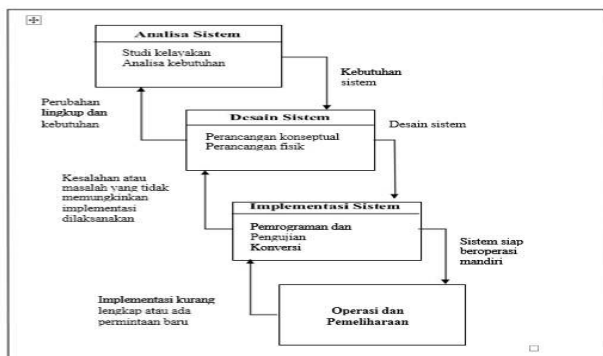 Analisa Sistem
Studi kelayakan
Analisa kebutuhan
Kebutuhan
sistem
Perubahan
lingkup dan
kebutuhan
Desain Sistem
Perancangan konseptual
Perancangan fisik
Desain sistem
Kesalahan atau
masalah yang tidak
memungkinkan
implementasi
dilaksanakan
Implementasi Sistem
Pemrograman dan
Pengujian
Konversi
Sistem siap
beroperasi
mandiri
Implementasi kurang
lengkap atau ada
permintaan baru
Operasi dan
Pemeliharaan